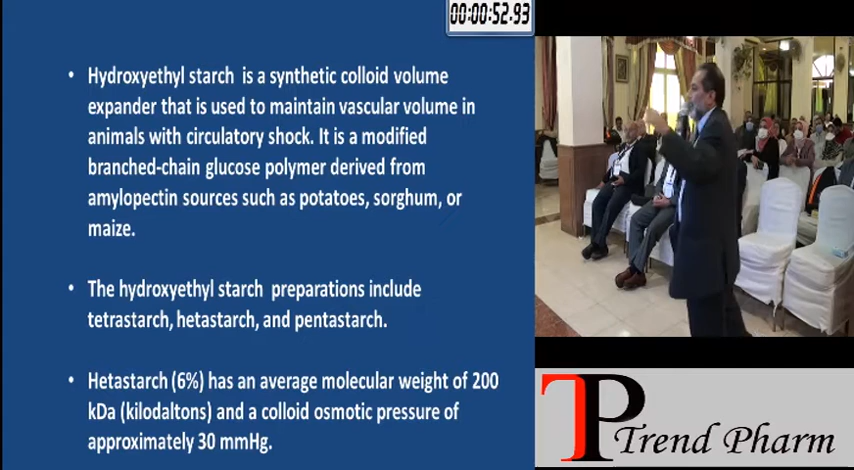 00:00:52.93
• Hydroxyethyl starch is a synthetic colloid volume
expander that is used to maintain vascular volume in
animals with circulatory shock. It is a modified
branched-chain glucose polymer derived from
amylopectin sources such as potatoes, sorghum, or
maize.
• The hydroxyethyl starch preparations include
tetrastarch, hetastarch, and pentastarch.
• Hetastarch (6%) has an average molecular weight of 200
kDa (kilodaltons) and a colloid osmotic pressure of
approximately 30 mmHg.
TP
Trend Pharm